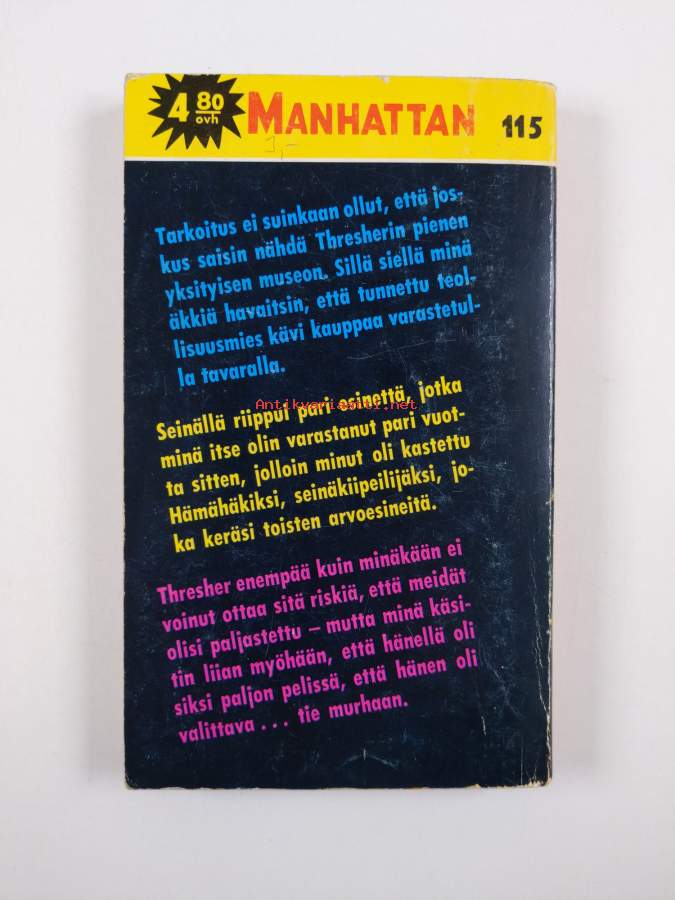 4 80
ovh
MANHATTAN
115
1,-
Tarkoitus ei suinkaan ollut, että jos-
kus saisin nähdä Thresherin pienen
yksityisen museon. Sillä siellä minä
äkkiä havaitsin, että tunnettu teol-
lisuusmies kävi kauppaa varastetul-
la tavaralla.
Antikvariaatti.net
Seinällä riippui pari esinettä, jotka
minä itse olin varastanut pari vuot-
ta sitten, jolloin minut oli kastettu
Hämähäkiksi, seinäkiipeilijäksi, jo-
ka keräsi toisten arvoesineitä.
Thresher enempää kuin minäkään ei
voinut ottaa sitä riskiä, että meidät
olisi paljastettu – mutta minä käsi-
tin liian myöhään, että hänellä oli
siksi paljon pelissä, että hänen oli
valittava . . . tie murhaan.